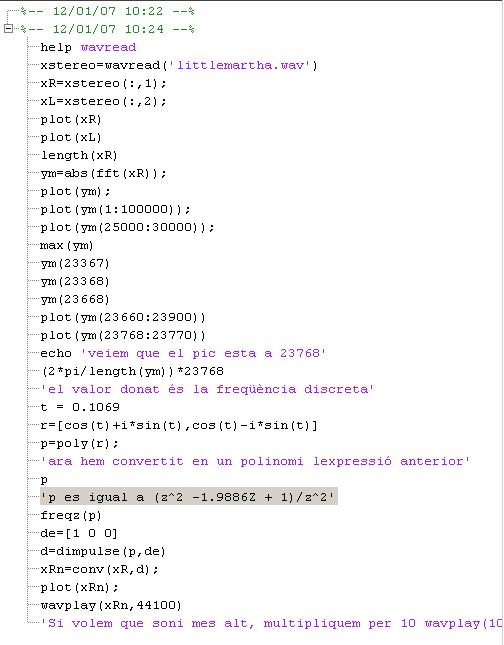 %-- 12/01/07 10:22 --%
%-- 12/01/07 10:24 --%
help wavread
xstereo=wavread('littlemartha.wav')
xR=xstereo(:,1);
xL=xstereo(:,2);
plot(xR)
plot(xL)
length(xR)
ym=abs(fft(xR));
plot(ym);
plot(ym(1:100000));
plot(ym(25000:30000));
max(ym)
ym(23367)
ym(23368)
ym(23668)
plot(ym(23660:23900))
plot(ym(23768:23770))
echo 'veiem que el pic esta a 23768'
(2*pi/length(ym))*23768
'el valor donat és la freqüència discreta'
t = 0.1069
r=[cos(t)+i*sin(t),cos(t)-i*sin(t)]
p=poly(r);
'ara hem convertit en un polinomi lexpressió anterior'
p
'p es igual a (z^2 -1.9886Z + 1)/z^2'
freqz(p)
de=[1 0 0]
d=dimpulse(p,de)
xRn=conv(xR,d);
plot(xRn);
wavplay(xRn,44100)
'Si volem que soni mes alt, multipliquem per 10 wavplay(10